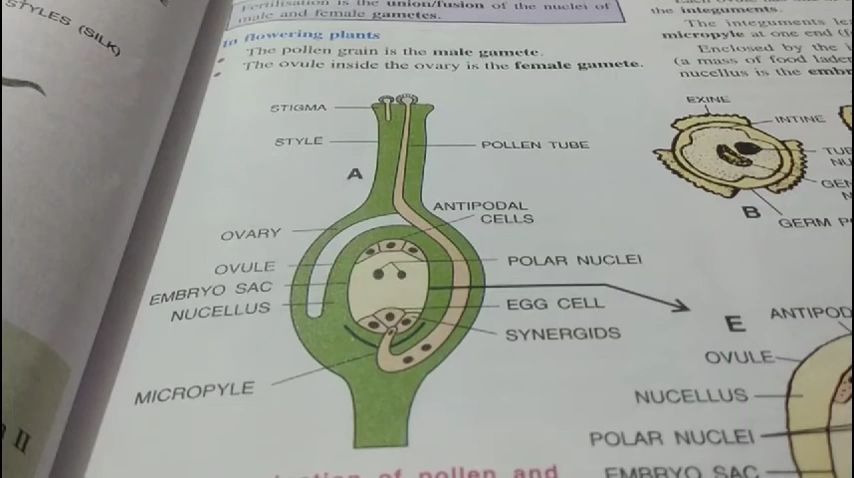 STYLES (SILK)
Fertilisation is the union/fusion of the nuclei of
male and female gametes.
In flowering plants
The pollen grain is the male gamete.
The ovule inside the ovary is the female gamete.
the integuments.
The integuments
micropyle at one end
Enclosed by the
(a mass of food
nucellus is the
STIGMA
STYLE
POLLEN TUBE
A
ANTIPODAL
CELLS
OVARY
OVULE
POLAR NUCLEI
EMBRYO SAC
NUCELLUS
EGG CELL
SYNERGIDS
MICROPYLE
EXINE
INTINE
B
GERM
E
ANTIPOD
OVULE
NUCELLUS
POLAR NUCLEI
EMBRYO SAC
of pollen and
II